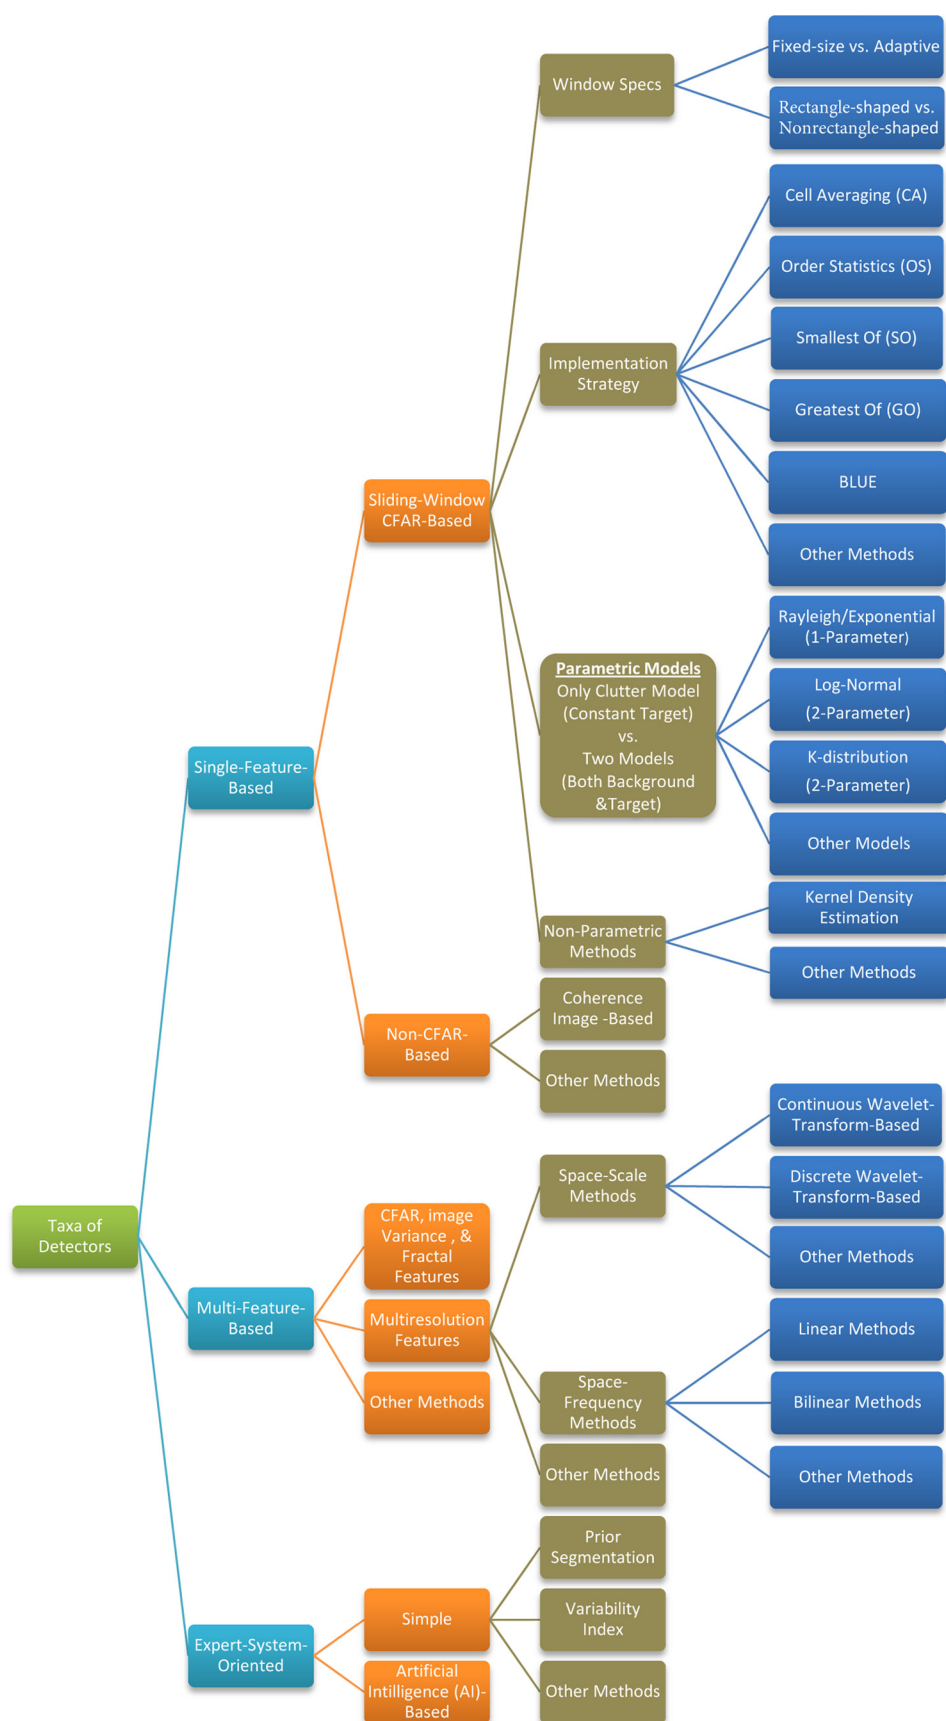 Fixed-size vs. Adaptive
Window Specs
Rectangle-shaped vs.
Nonrectangle-shaped
Cell Averaging (CA)
Order Statistics (OS)
Smallest Of (SO)
Implementation
Strategy
Greatest Of (GO)
BLUE
Sliding-Window
CFAR-Based
Other Methods
Rayleigh/Exponential
(1-Parameter)
Parametric Models
Only Clutter Model
(Constant Target)
vs.
Two Models
(Both Background
&Target)
Log-Normal
(2-Parameter)
K-distribution
(2-Parameter)
Single-Feature-
Based
Other Models
Kernel Density
Estimation
Non-Parametric
Methods
Other Methods
Coherence
Image -Based
Non-CFAR-
Based
Other Methods
Continuous Wavelet-
Transform-Based
Space-Scale
Methods
Discrete Wavelet-
Transform-Based
Taxa of
Detectors
CFAR, image
Variance , &
Fractal
Features
Other Methods
Multi-Feature-
Based
Multiresolution
Features
Linear Methods
Other Methods
Space-
Frequency
Methods
Bilinear Methods
Other Methods
Other Methods
Prior
Segmentation
Simple
Variability
Index
Expert-System-
Oriented
Artificial
Intilligence (AI)-
Based
Other Methods